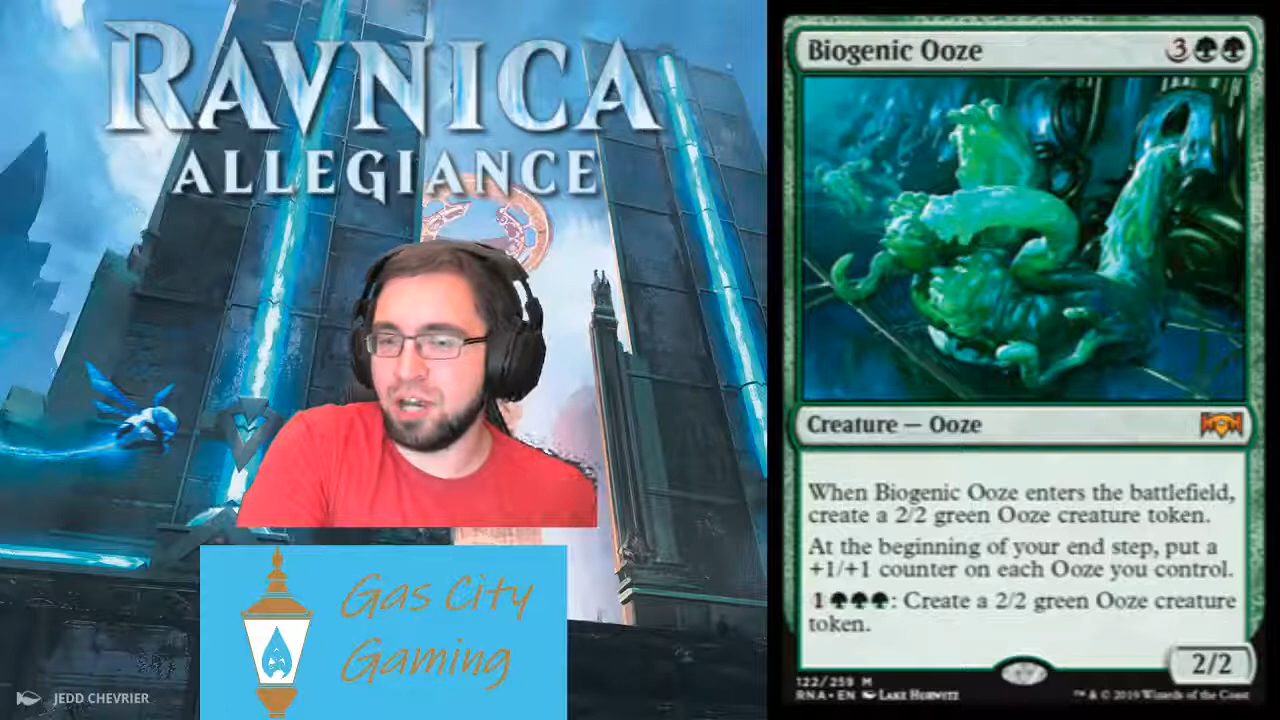 RAVNICA
ALLEGIANCE
Gas City
Gaming
JEDD CHEVRIER
Biogenic Ooze
3
Creature — Ooze
When Biogenic Ooze enters the battlefield,
create a 2/2 green Ooze creature token.
At the beginning of your end step, put a
+1/+1 counter on each Ooze you control.
1 : Create a 2/2 green Ooze creature
token.
2/2
122/259 M
RNA • EN LAKE HURWITZ
™ & © 2019 Wizards of the Coast